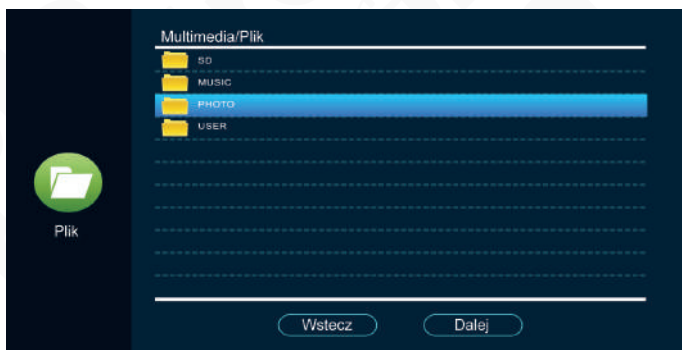 Multimedia/Plik
SD
MUSIC
PHOTO
USER
Plik
Wstecz
Dalej